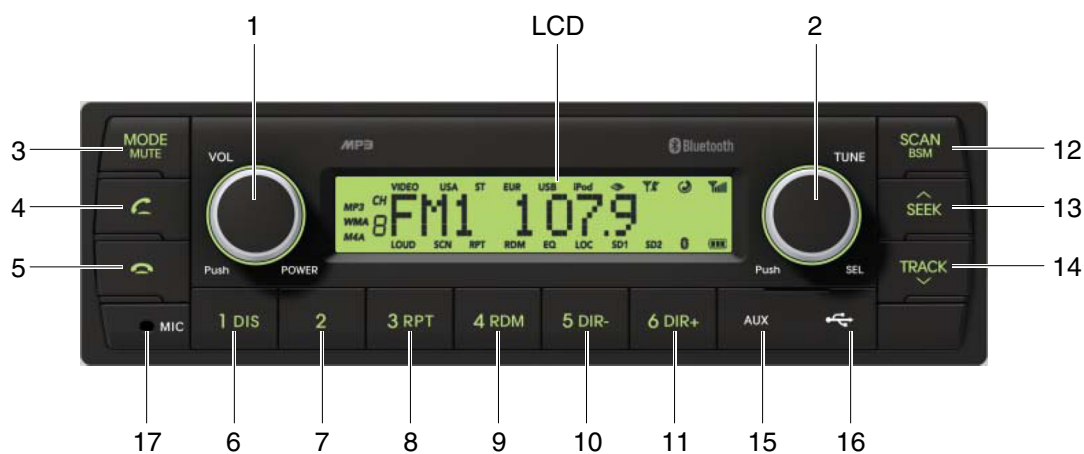 1 LCD 2
3 MODE MUTE VOL MP3 Bluetooth TUNE SCAN BSM 12
VIDEO USA ST EUR USB iPod
4 MP3 WMA M4A CH 8 FM1 107.9 SEEK 13
LOUD SCN RPT RDM EQ LOC SD1 SD2
5 Push POWER Push SEL TRACK 14
MIC 1 DIS 2 3 RPT 4 RDM 5 DIR- 6 DIR+ AUX
17 6 7 8 9 10 11 15 16